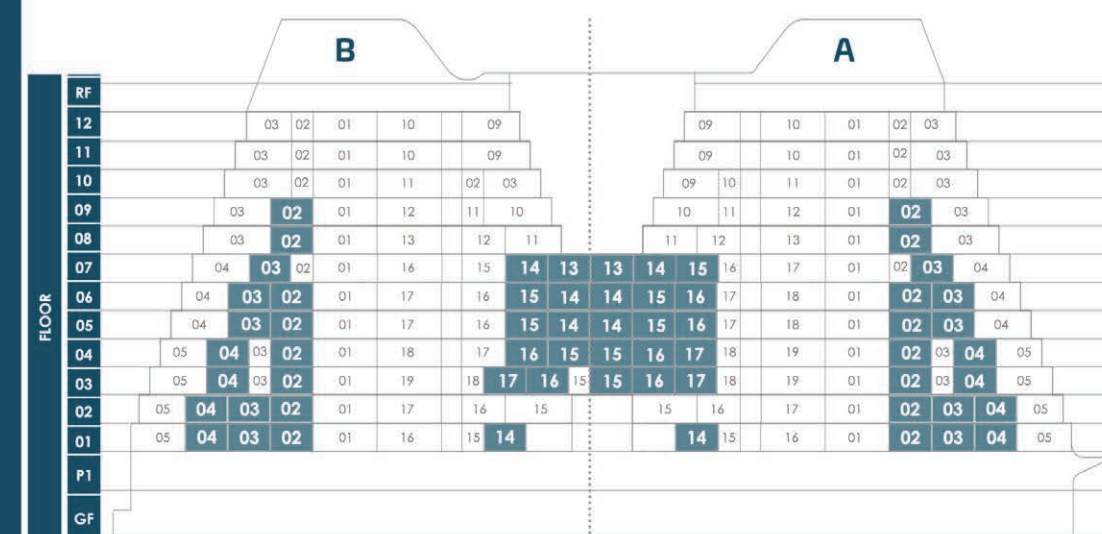 B A
RF
12 03 02 01 10 09 09 10 01 02 03
11 03 02 01 10 09 09 10 01 02 03
10 03 02 01 11 02 03 09 10 11 01 02 03
09 03 02 01 12 11 10 10 11 12 01 02 03
08 03 02 01 13 12 11 11 12 13 01 02 03
07 04 03 02 01 16 15 14 13 13 14 15 16 17 01 02 03 04
06 04 03 02 01 17 16 15 14 14 15 16 17 18 01 02 03 04
05 04 03 02 01 17 16 15 14 14 15 16 17 18 01 02 03 04
04 05 04 03 02 01 18 17 16 15 15 16 17 18 19 01 02 03 04 05
03 05 04 03 02 01 19 18 17 16 15 15 16 17 18 19 01 02 03 04 05
02 05 04 03 02 01 17 16 15 15 16 17 01 02 03 04 05
01 05 04 03 02 01 16 15 14 14 15 16 01 02 03 04 05
P1
GF
FLOOR